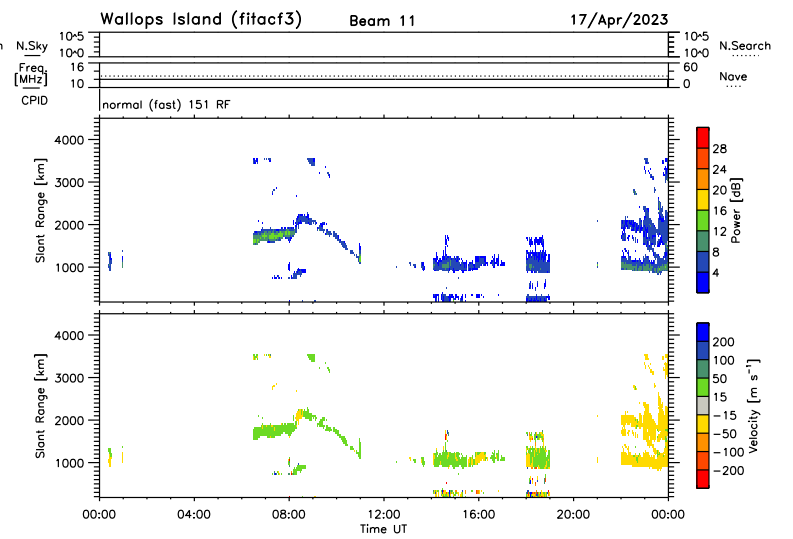 Wallops Island (fitacf3) Beam 11 17/Apr/2023
n N.Sky 10^5 10^0 10^5 10^0 N.Search
Freq. [MHz] 16 10 60 0 Nave
CPID normal (fast) 151 RF
Slant Range [km]
4000
3000
2000
1000
28
24
20
16
12
8
4
Power [dB]
Slant Range [km]
4000
3000
2000
1000
200
100
50
15
-15
-50
-100
-200
Velocity [m s⁻¹]
00:00 04:00 08:00 12:00 16:00 20:00 00:00
Time UT